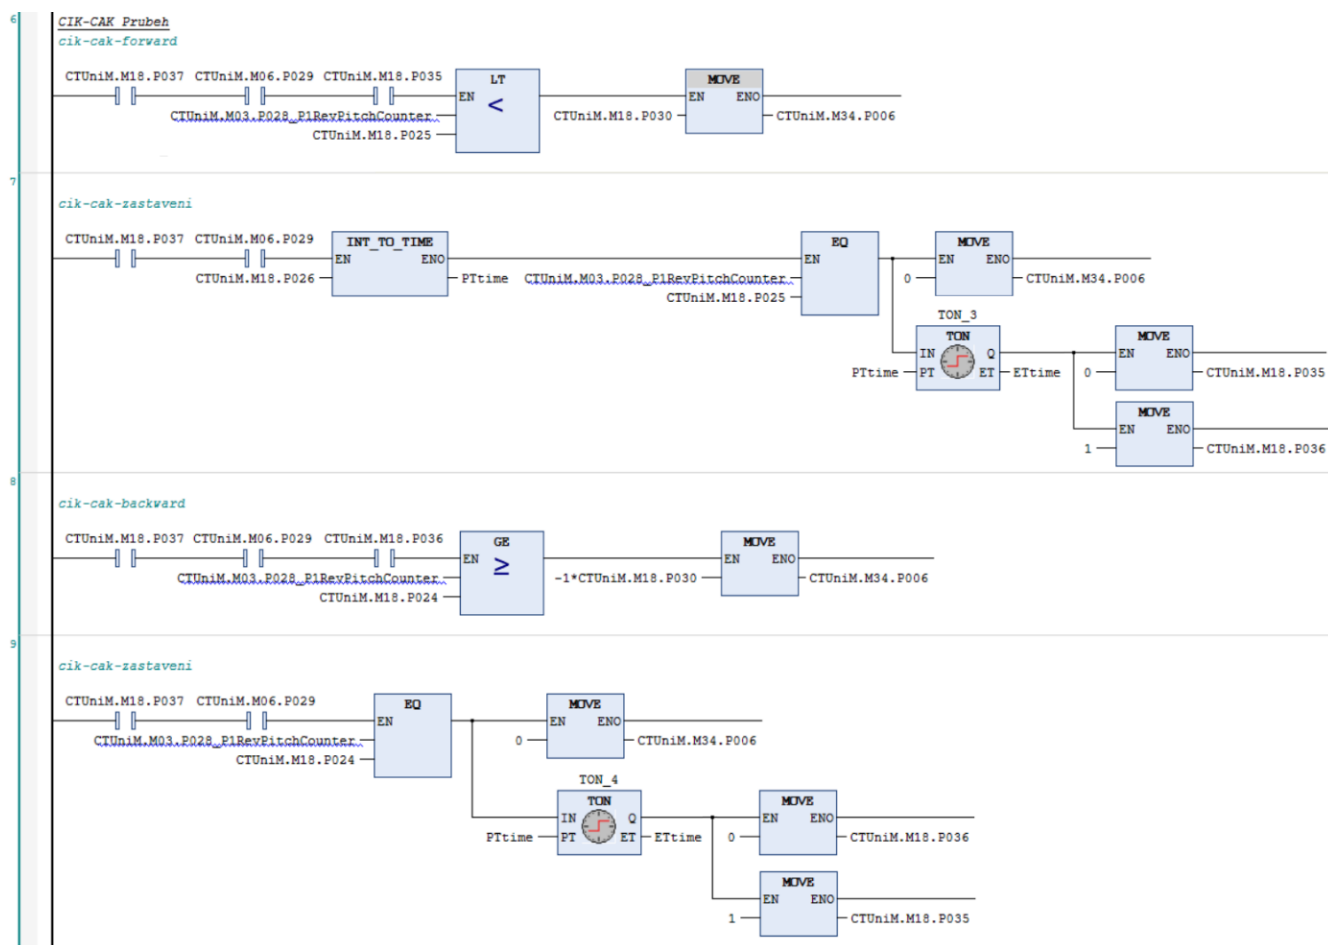 6
CIK-CAK Prubeh
cik-cak-forward
CTUniM.M18.P037 CTUniM.M06.P029 CTUniM.M18.P035
LT
MOVE
EN
<
EN ENO
CTUniM.M03.P028_P1RevPitchCounter
CTUniM.M18.P030
CTUniM.M34.P006
CTUniM.M18.P025
7
cik-cak-zastaveni
CTUniM.M18.P037 CTUniM.M06.P029
INT_TO_TIME
EQ
MOVE
EN ENO
EN
EN ENO
CTUniM.M18.P026
PTtime
CTUniM.M03.P028_P1RevPitchCounter
0
CTUniM.M34.P006
CTUniM.M18.P025
TON_3
TON
MOVE
IN Q
EN ENO
PTtime
PT ET
ETtime
0
CTUniM.M18.P035
MOVE
EN ENO
1
CTUniM.M18.P036
8
cik-cak-backward
CTUniM.M18.P037 CTUniM.M06.P029 CTUniM.M18.P036
GE
MOVE
EN
≥
EN ENO
CTUniM.M03.P028_P1RevPitchCounter
-1*CTUniM.M18.P030
CTUniM.M34.P006
CTUniM.M18.P024
9
cik-cak-zastaveni
CTUniM.M18.P037 CTUniM.M06.P029
EQ
MOVE
EN
EN ENO
CTUniM.M03.P028_P1RevPitchCounter
0
CTUniM.M34.P006
CTUniM.M18.P024
TON_4
TON
MOVE
IN Q
EN ENO
PTtime
PT ET
ETtime
0
CTUniM.M18.P036
MOVE
EN ENO
1
CTUniM.M18.P035